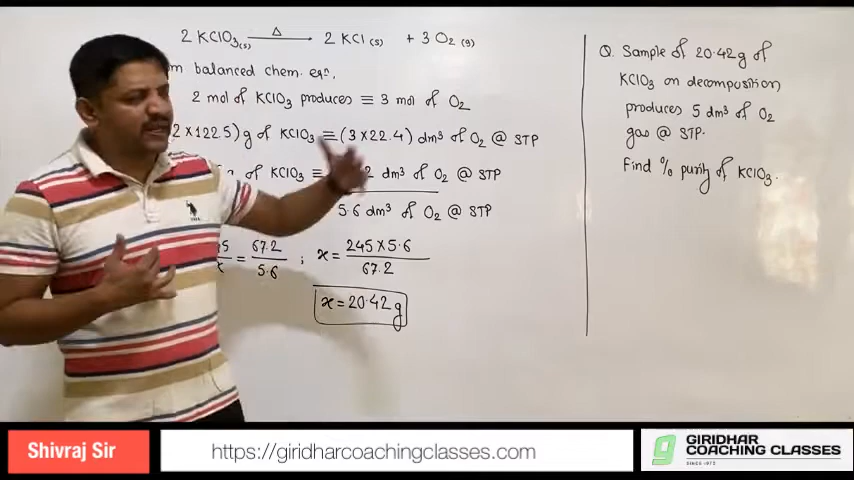 2 KClO3(s) —Δ→ 2 KCl(s) + 3 O2(g)
balanced chem. eqn.
2 mol of KClO3 produces ≡ 3 mol of O2
2×122.5) g of KClO3 ≡ (3×22.4) dm³ of O2 @ STP
of KClO3 ≡ 2 dm³ of O2 @ STP
5.6 dm³ of O2 @ STP
= 67.2/5.6 ; x = 245×5.6/67.2
x = 20.42 g
Q. Sample of 20.42 g of
KClO3 on decomposition
produces 5 dm³ of O2
gas @ STP.
Find % purity of KClO3.
Shivraj Sir
https://giridharcoachingclasses.com
GIRIDHAR
COACHING CLASSES
SINCE 1972